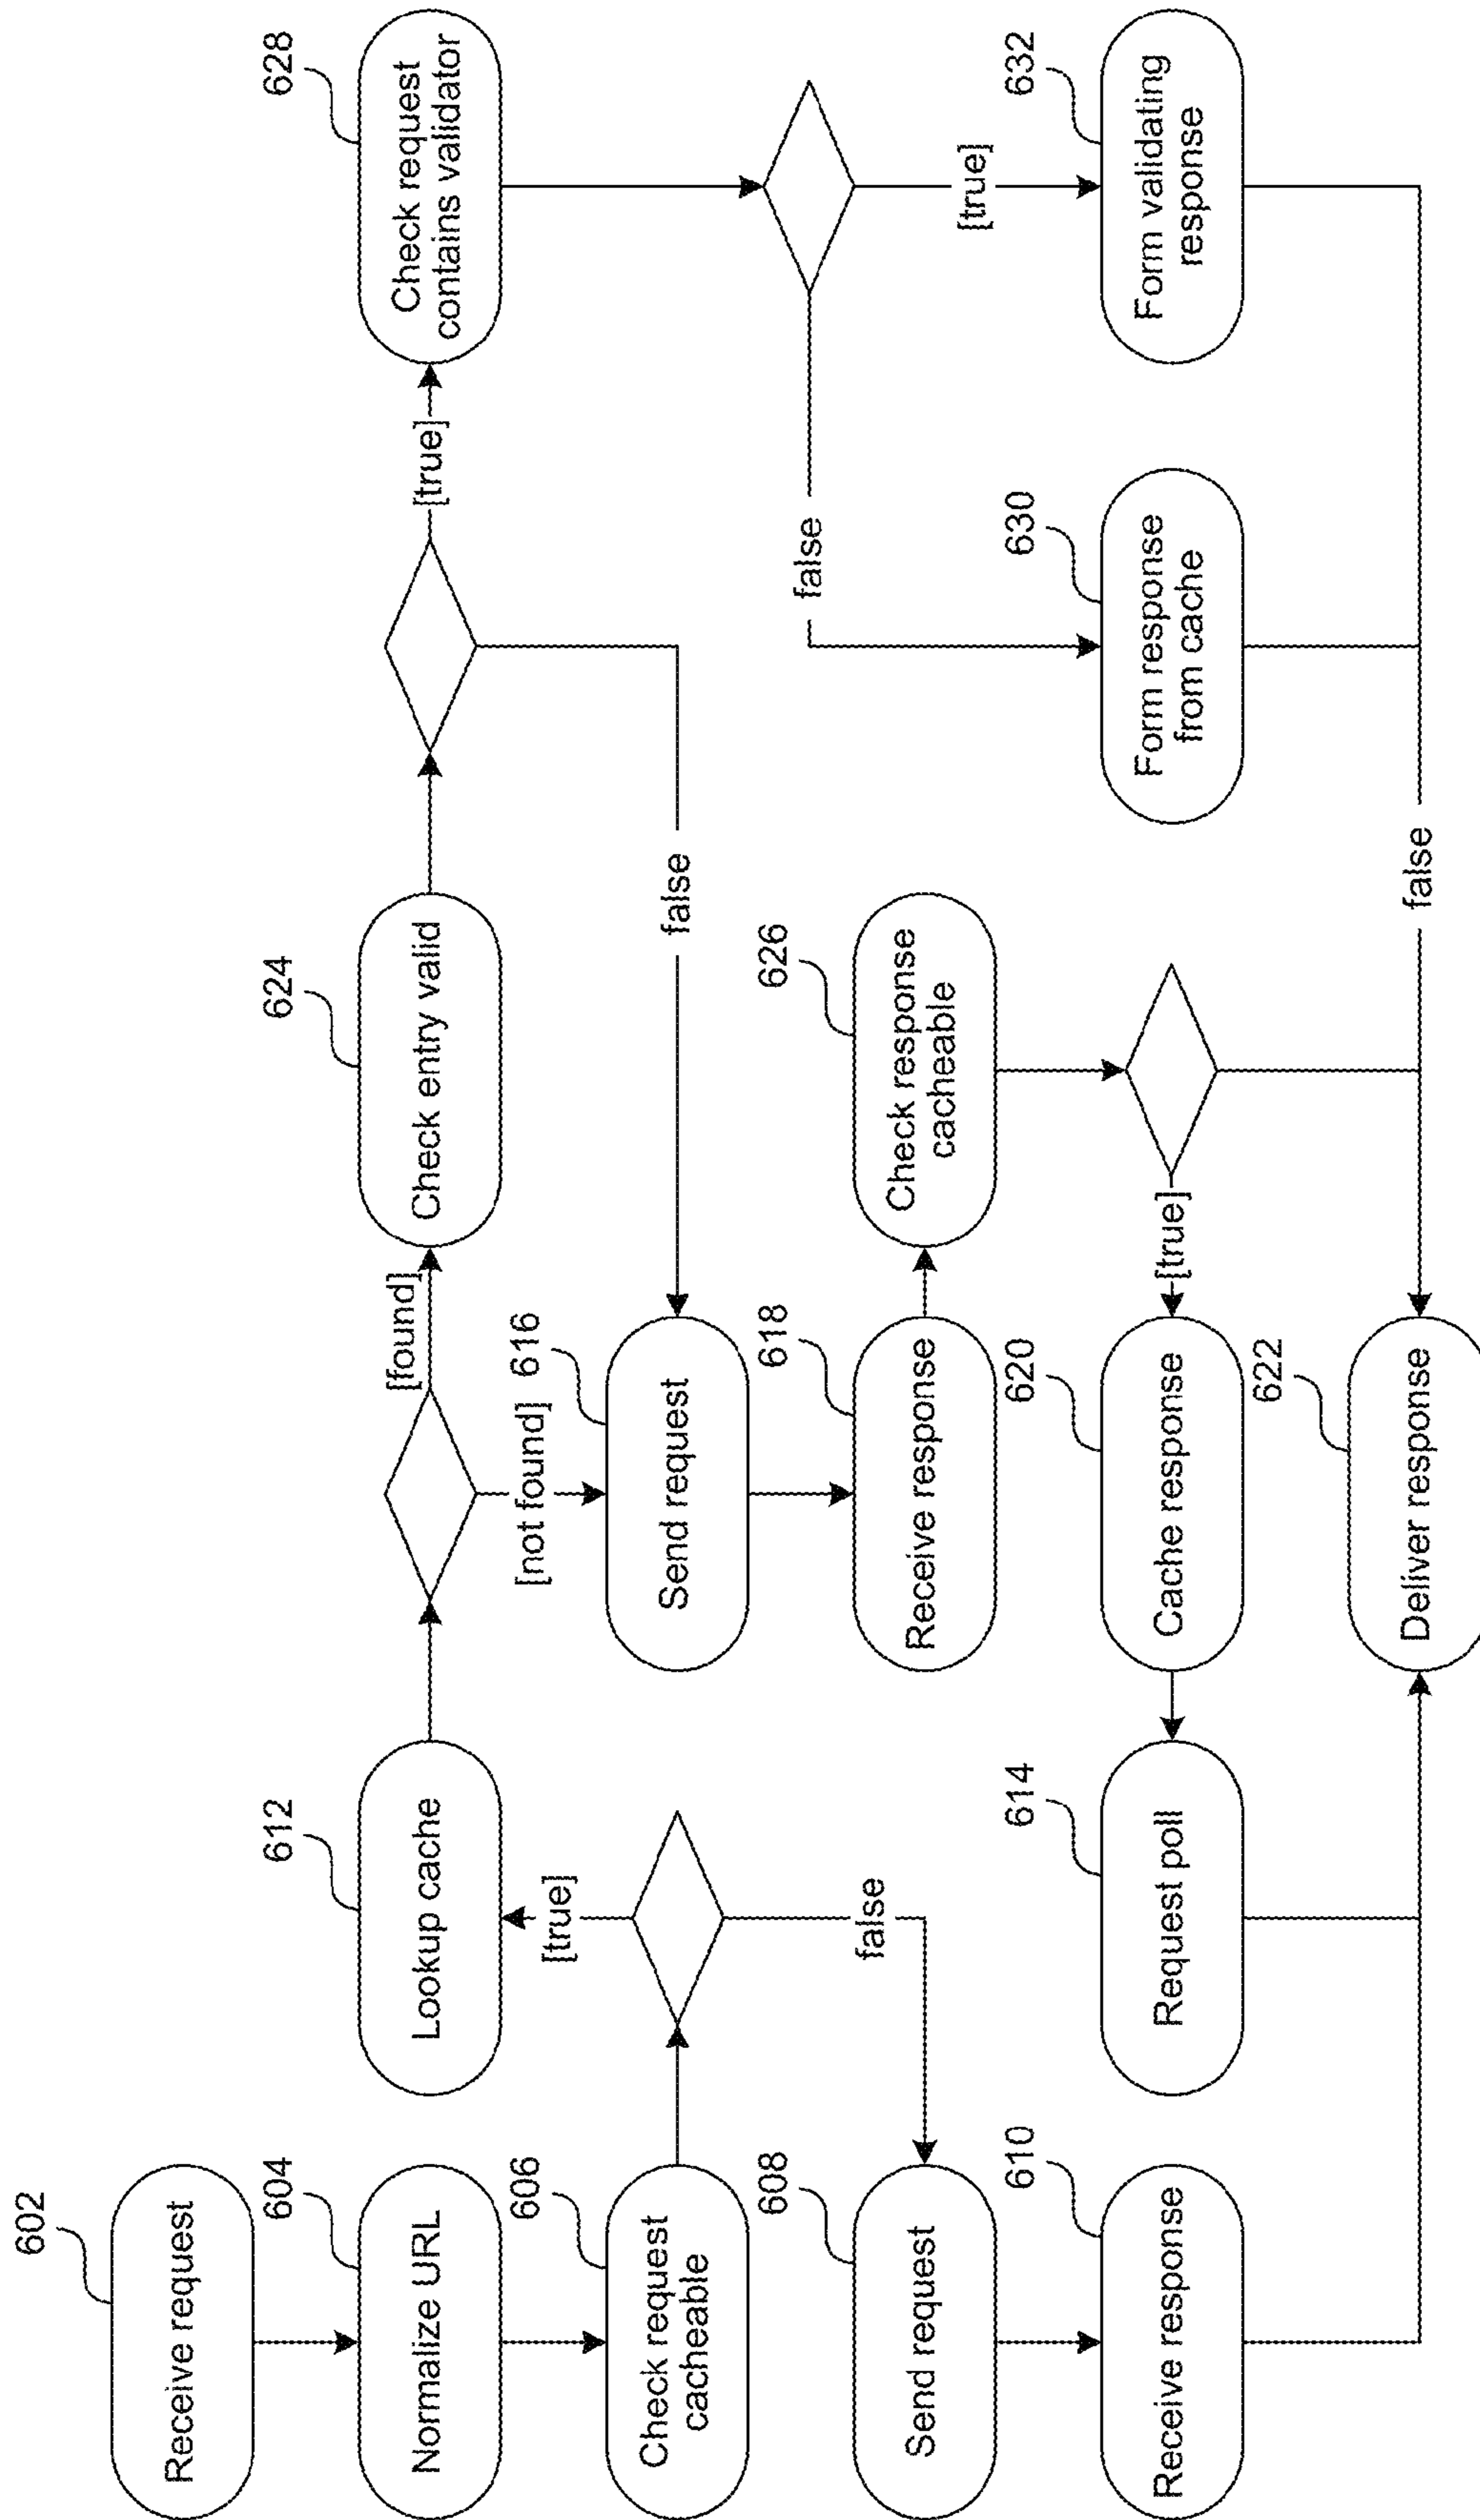 602
Receive request
604
Normalize URL
606
Check request
cacheable
[true]
false
608
Send request
610
Receive response
612
Lookup cache
[found]
[not found]
614
Request poll
616
Send request
618
Receive response
620
Cache response
622
Deliver response
624
Check entry valid
[true]
false
626
Check response
cacheable
[true]
false
628
Check request
contains validator
false
[true]
630
Form response
from cache
632
Form validating
response